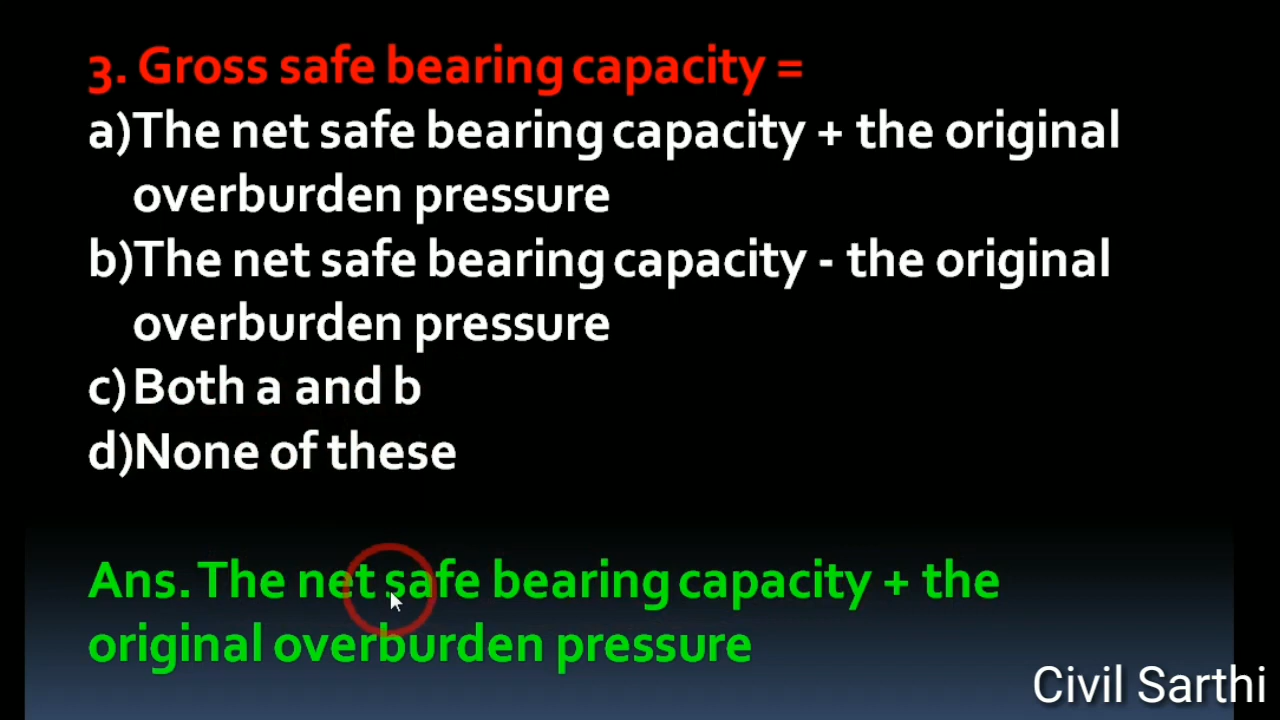 3. Gross safe bearing capacity =
a)The net safe bearing capacity + the original
overburden pressure
b)The net safe bearing capacity - the original
overburden pressure
c)Both a and b
d)None of these
Ans. The net safe bearing capacity + the
original overburden pressure
Civil Sarthi